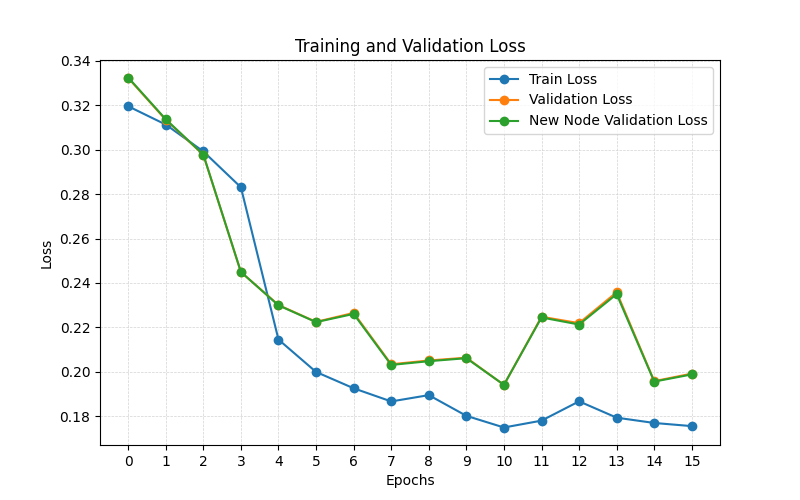 Training and Validation Loss
Train Loss
Validation Loss
New Node Validation Loss
0.34
0.32
0.30
0.28
0.26
0.24
0.22
0.20
0.18
Loss
0 1 2 3 4 5 6 7 8 9 10 11 12 13 14 15
Epochs